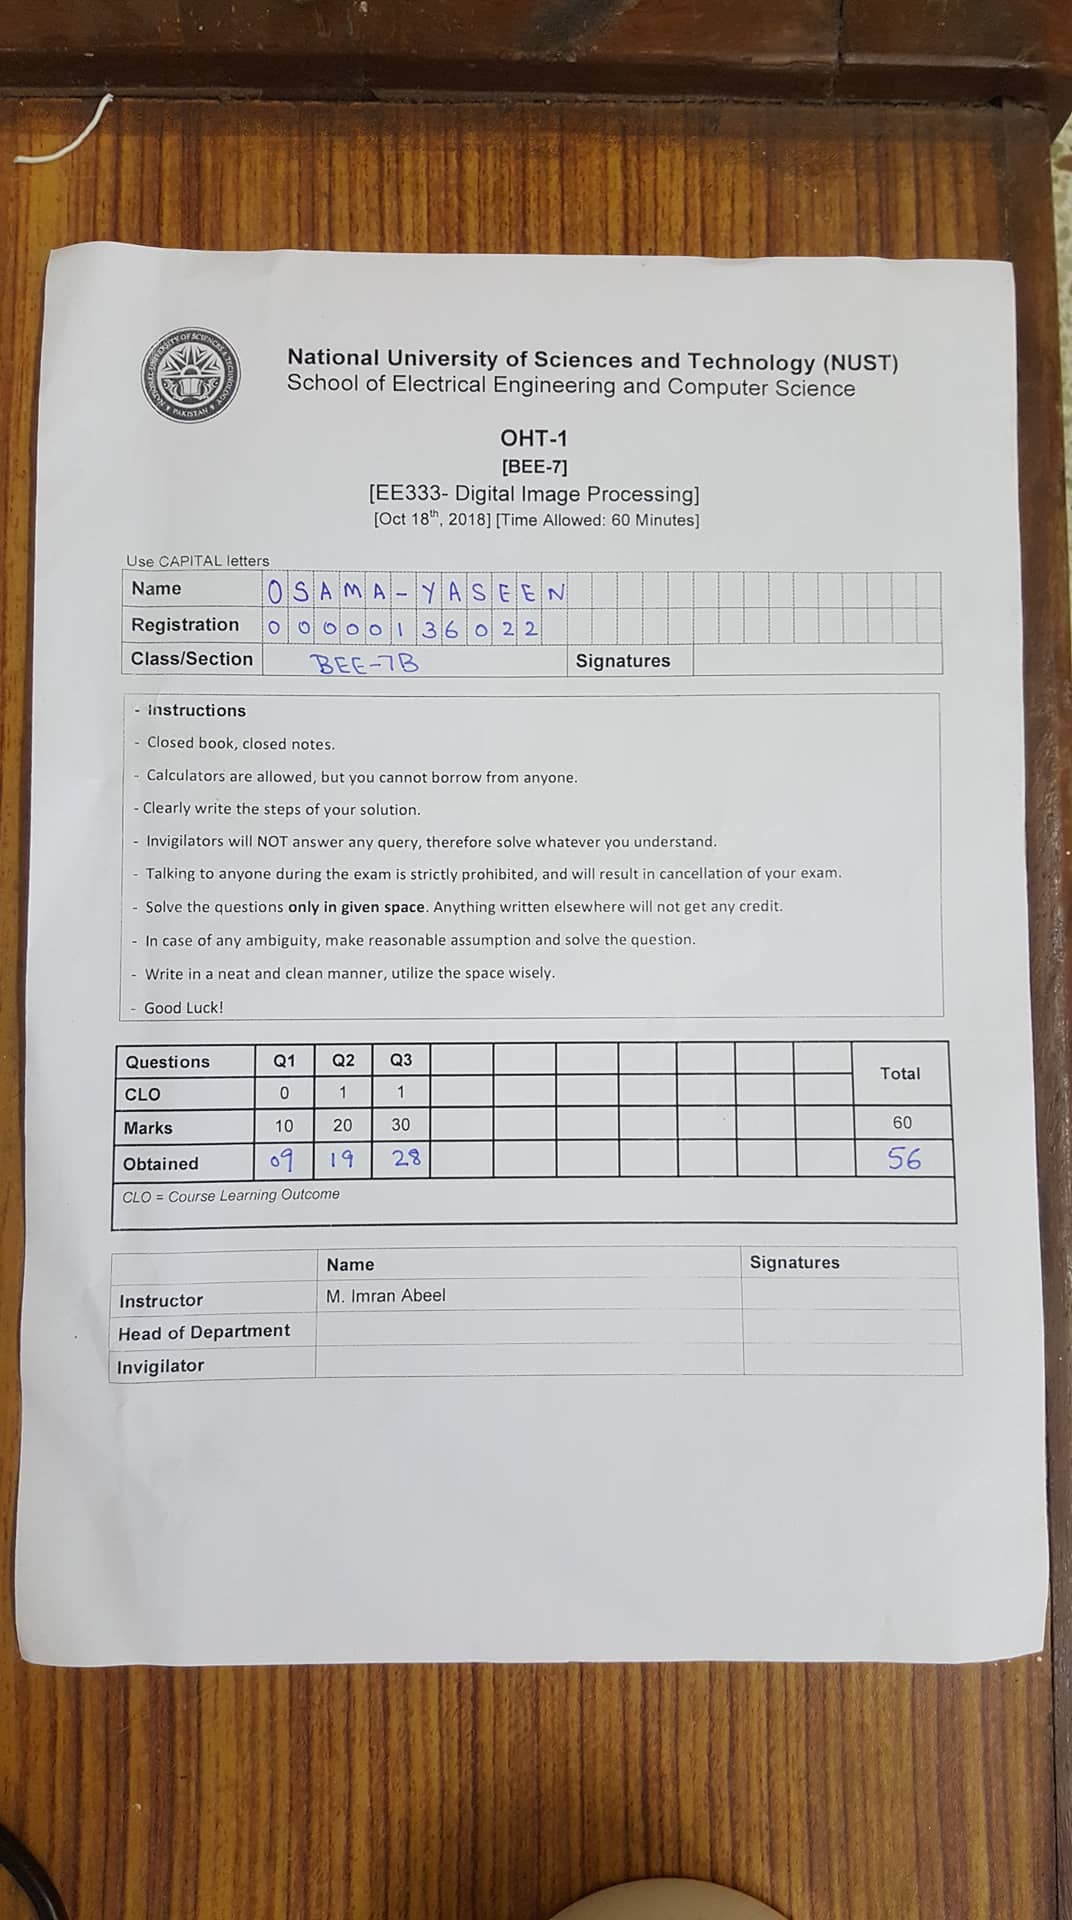 National University of Sciences and Technology (NUST)
School of Electrical Engineering and Computer Science
OHT-1
[BEE-7]
[EE333- Digital Image Processing]
[Oct 18th, 2018] [Time Allowed: 60 Minutes]
Use CAPITAL letters
Name OSAMA-YASEEN
Registration 00000136022
Class/Section BEE-7B Signatures
- Instructions
- Closed book, closed notes.
- Calculators are allowed, but you cannot borrow from anyone.
- Clearly write the steps of your solution.
- Invigilators will NOT answer any query, therefore solve whatever you understand.
- Talking to anyone during the exam is strictly prohibited, and will result in cancellation of your exam.
- Solve the questions only in given space. Anything written elsewhere will not get any credit.
- In case of any ambiguity, make reasonable assumption and solve the question.
- Write in a neat and clean manner, utilize the space wisely.
- Good Luck!
Questions Q1 Q2 Q3 Total
CLO 0 1 1
Marks 10 20 30 60
Obtained 09 19 28 56
CLO = Course Learning Outcome
Name Signatures
Instructor M. Imran Abeel
Head of Department
Invigilator